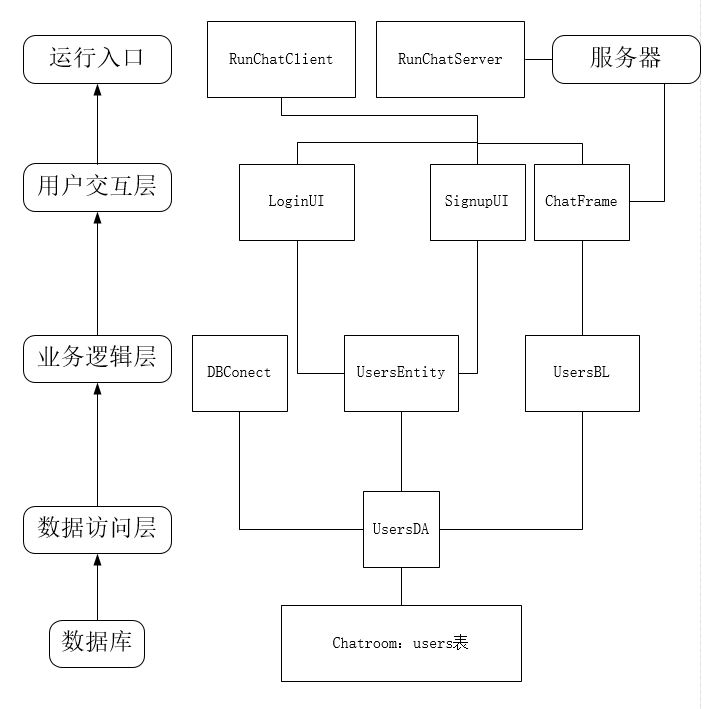 运行入口
RunChatClient
RunChatServer
服务器
用户交互层
LoginUI
SignupUI
ChatFrame
业务逻辑层
DBConect
UsersEntity
UsersBL
数据访问层
UsersDA
数据库
Chatroom：users表